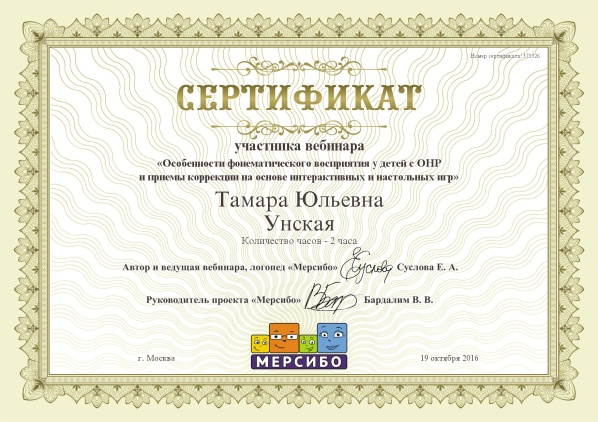 Номер сертификата:
СЕРТИФИКАТ
участника вебинара
«Особенности фонематического восприятия у детей с ОНР
и приемы коррекции на основе интерактивных и настольных игр»
Тамара Юльевна
Унская
Количество часов - 2 часа
Автор и ведущая вебинара, логопед «Мерсибо» Суслова Е. А.
Руководитель проекта «Мерсибо» Бардалим В. В.
МЕРСИБО
г. Москва 19 октября 2016